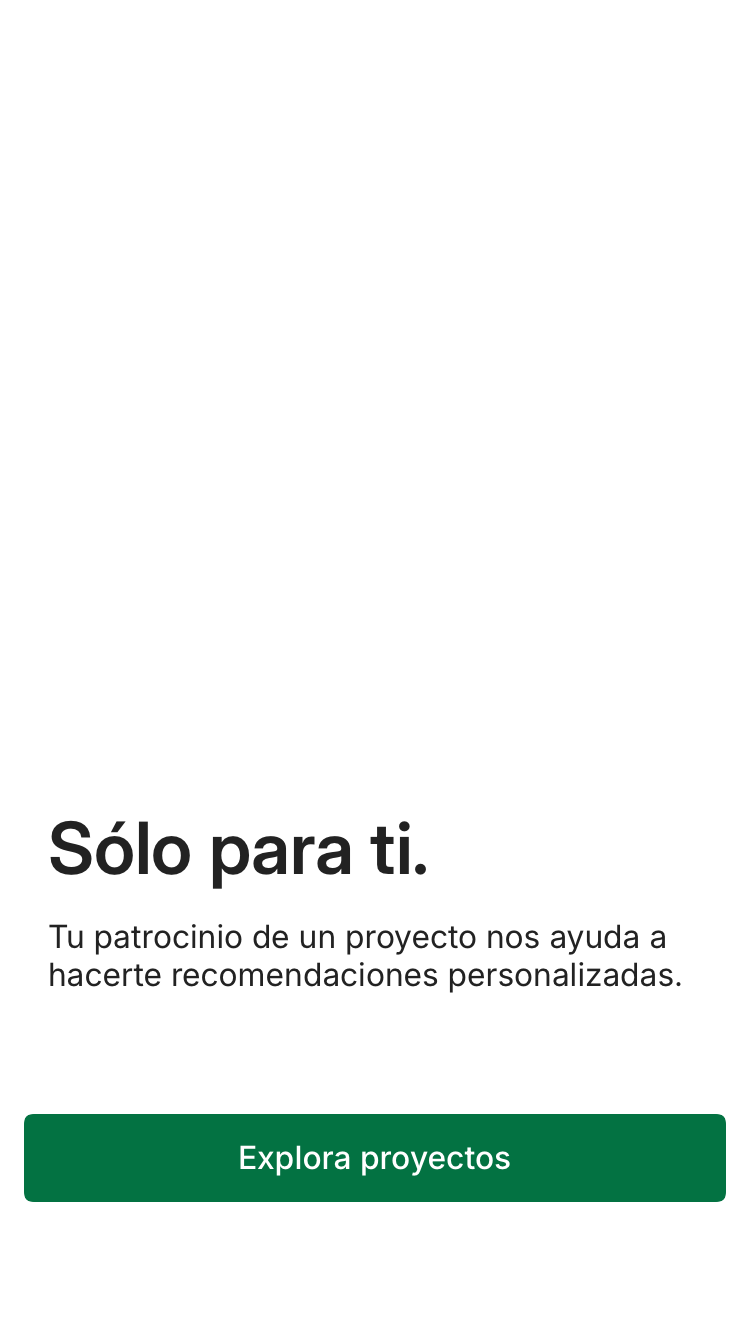 Sólo para ti.
Tu patrocinio de un proyecto nos ayuda a
hacerte recomendaciones personalizadas.
Explora proyectos